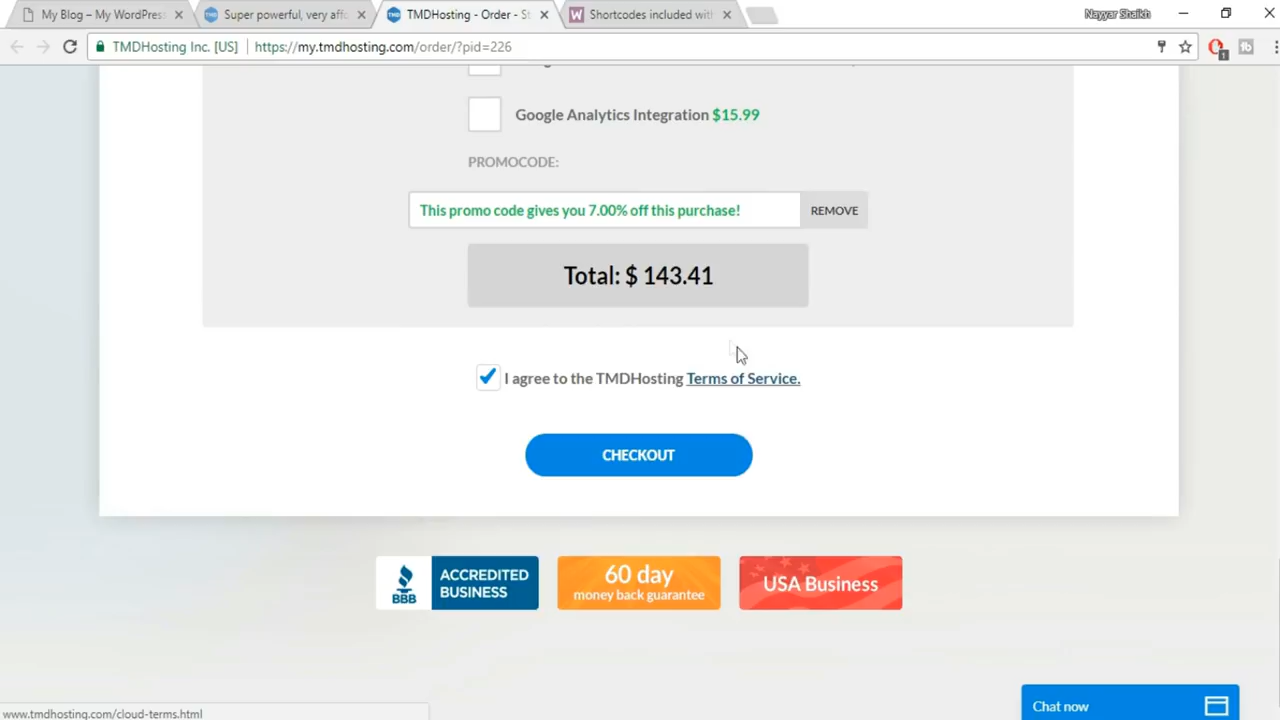 My Blog – My WordPress
Super powerful, very affo
TMDHosting - Order - St
Shortcodes included with
Nayyar Shaikh
TMDHosting Inc. [US]
https://my.tmdhosting.com/order/?pid=226
1
Google Analytics Integration $15.99
PROMOCODE:
This promo code gives you 7.00% off this purchase!
REMOVE
Total: $ 143.41
I agree to the TMDHosting Terms of Service.
CHECKOUT
BBB
ACCREDITED
BUSINESS
60 day
money back guarantee
USA Business
Chat now
www.tmdhosting.com/cloud-terms.html